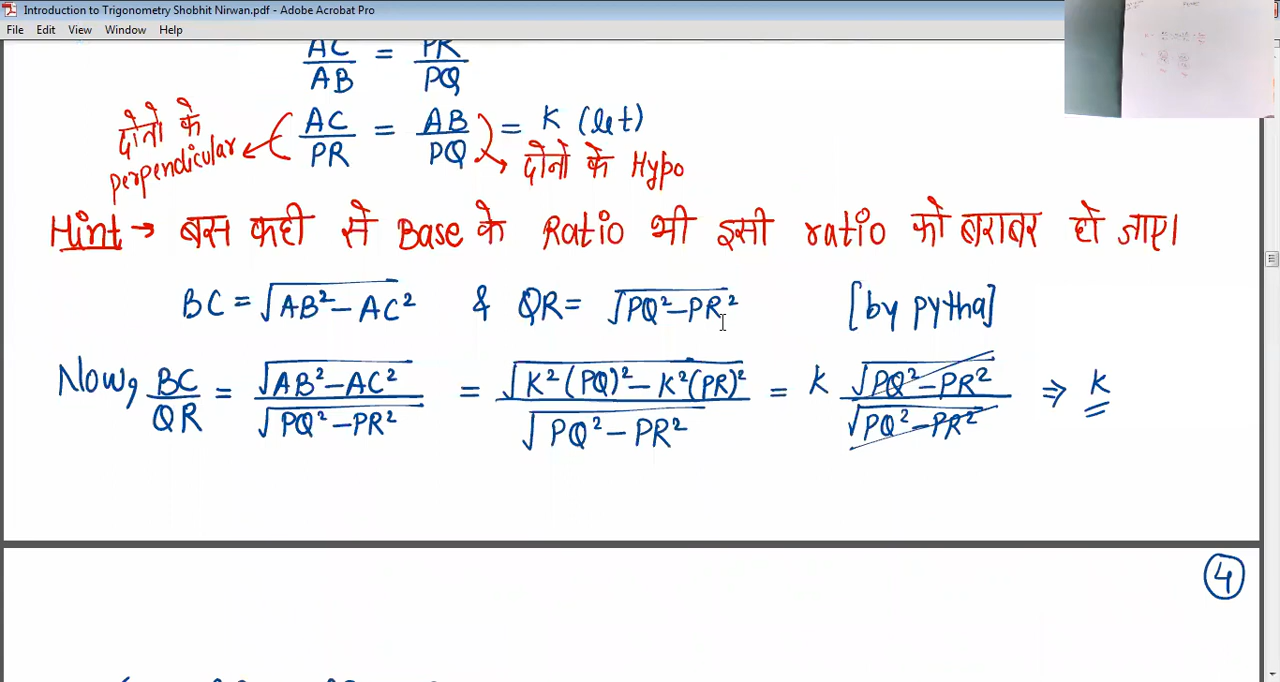 Introduction to Trigonometry Shobhit Nirwan.pdf - Adobe Acrobat Pro
File Edit View Window Help
AC/AB = PR/PQ
दोनो के perpendicular ← (AC/PR = AB/PQ) = K (let)
→ दोनो के Hypo
Hint → बस कही से Base के Ratio भी इसी ratio को बराबर हो जाए।
BC = √AB²-AC² & QR = √PQ²-PR² [by pytha]
Now, BC/QR = √AB²-AC²/√PQ²-PR² = √K²(PQ)²-K²(PR)²/√PQ²-PR² = K √PQ²-PR²/√PQ²-PR² ⇒ K
4